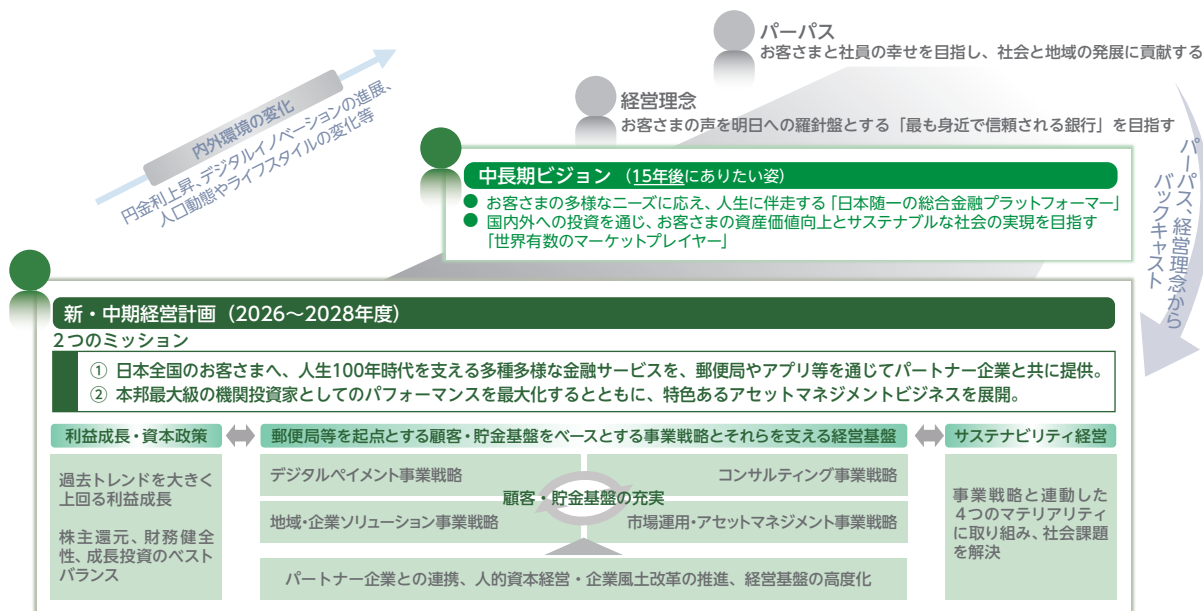 パーパス
お客さまと社員の幸せを目指し、社会と地域の発展に貢献する
経営理念
お客さまの声を明日への羅針盤とする「最も身近で信頼される銀行」を目指す
内外環境の変化
円金利上昇、デジタルイノベーションの進展、
人口動態やライフスタイルの変化等
中長期ビジョン（15年後にありたい姿）
● お客さまの多様なニーズに応え、人生に伴走する「日本随一の総合金融プラットフォーマー」
● 国内外への投資を通じ、お客さまの資産価値向上とサステナブルな社会の実現を目指す
「世界有数のマーケットプレイヤー」
パーパス、経営理念から
バックキャスト
新・中期経営計画（2026～2028年度）
２つのミッション
① 日本全国のお客さまへ、人生100年時代を支える多種多様な金融サービスを、郵便局やアプリ等を通じてパートナー企業と共に提供。
② 本邦最大級の機関投資家としてのパフォーマンスを最大化するとともに、特色あるアセットマネジメントビジネスを展開。
利益成長・資本政策
過去トレンドを大きく
上回る利益成長
株主還元、財務健全
性、成長投資のベスト
バランス
郵便局等を起点とする顧客・貯金基盤をベースとする事業戦略とそれらを支える経営基盤
デジタルペイメント事業戦略
コンサルティング事業戦略
顧客・貯金基盤の充実
地域・企業ソリューション事業戦略
市場運用・アセットマネジメント事業戦略
パートナー企業との連携、人的資本経営・企業風土改革の推進、経営基盤の高度化
サステナビリティ経営
事業戦略と連動した
４つのマテリアリティ
に取り組み、社会課題
を解決